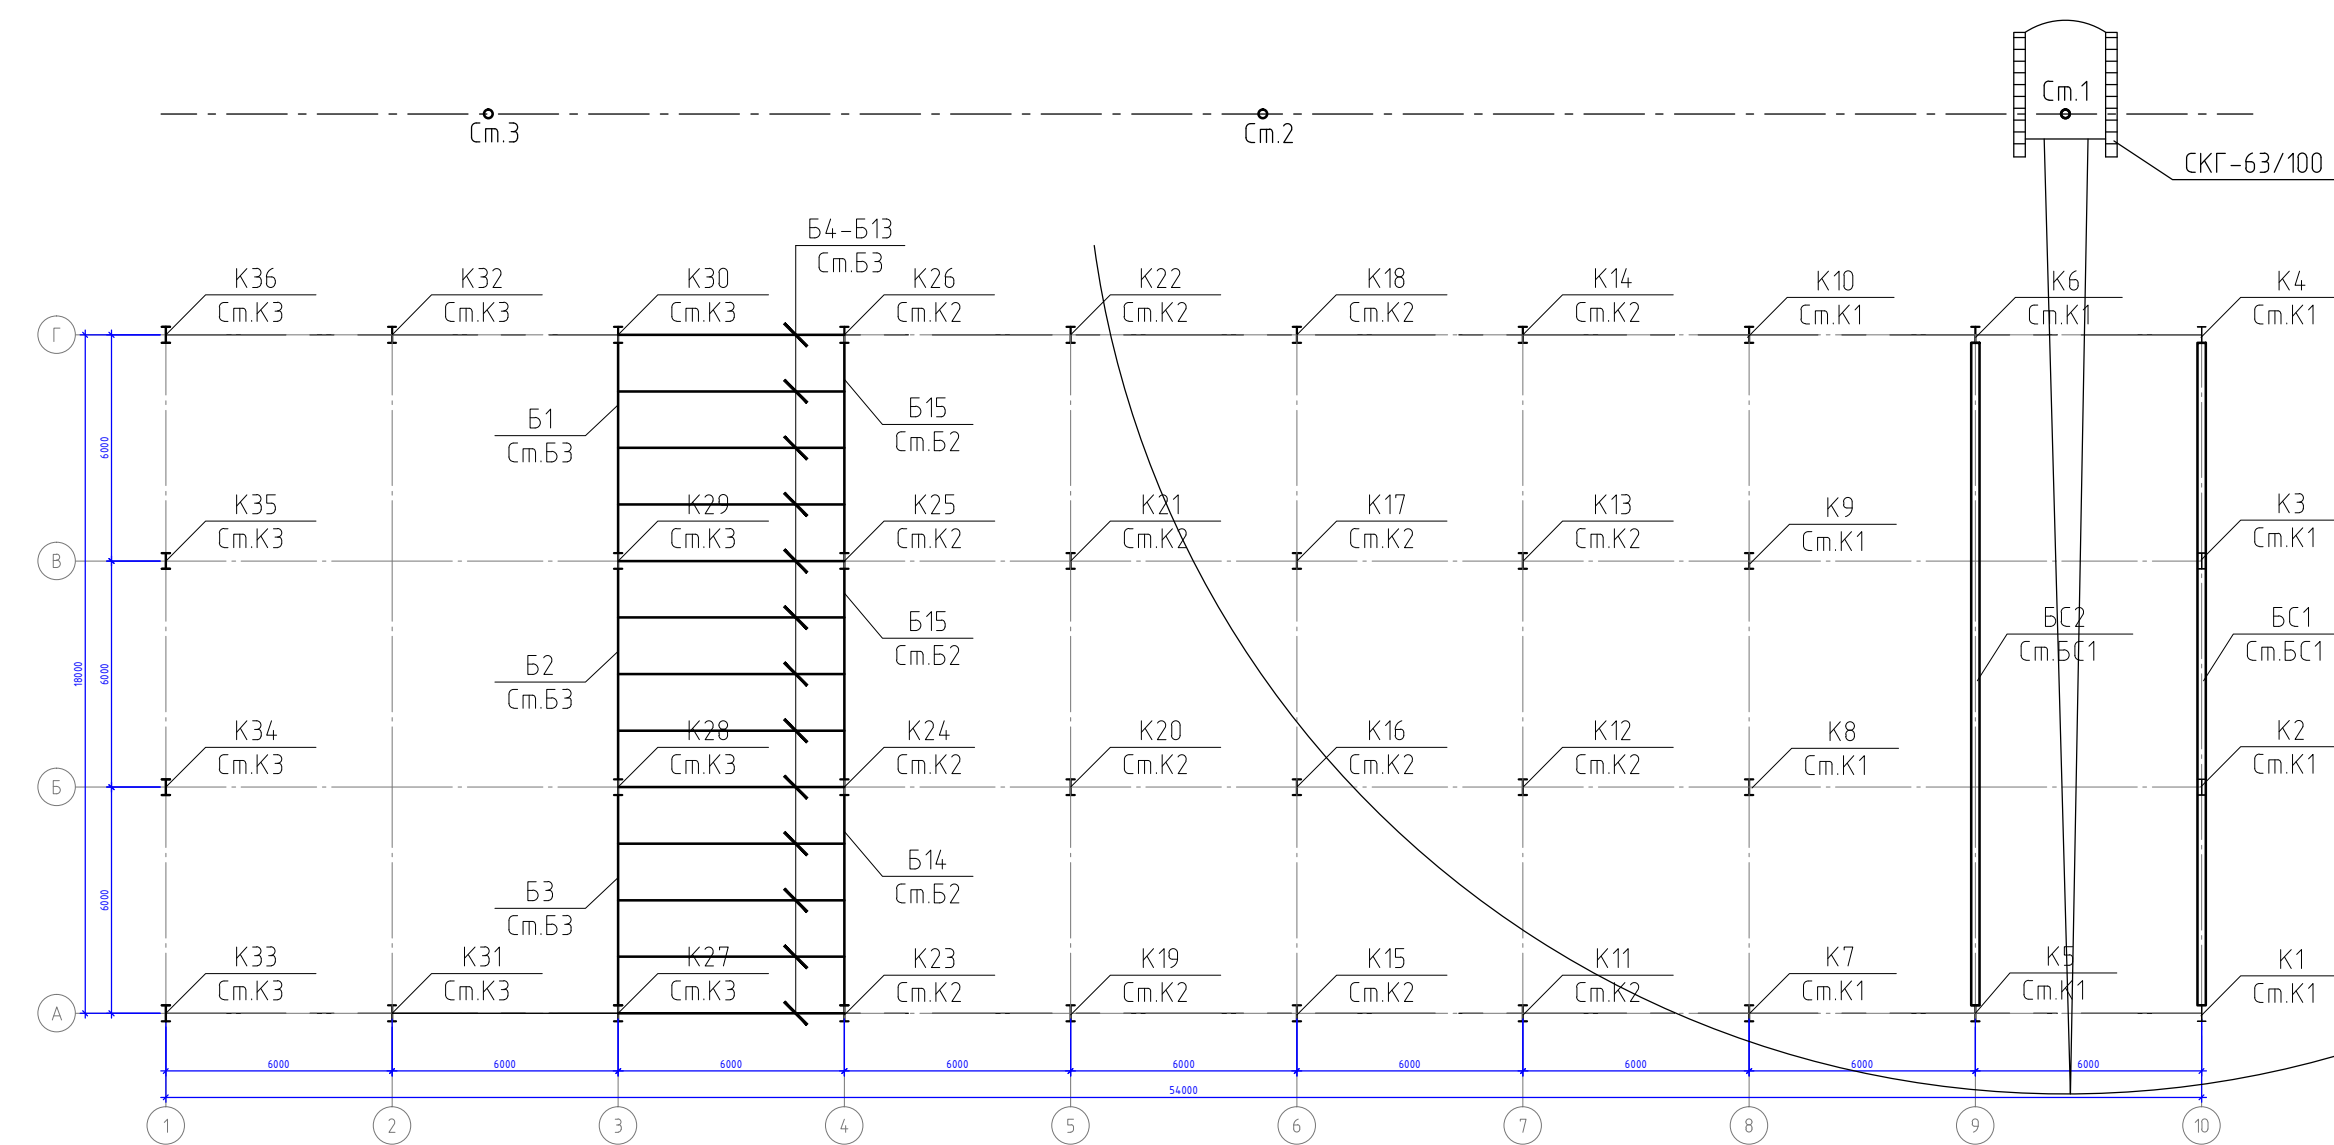 Ст.1
Ст.3
Ст.2
СКГ-63/100
Б4-Б13
Ст.Б3
К36
Ст.К3
К32
Ст.К3
К30
Ст.К3
К26
Ст.К2
К22
Ст.К2
К18
Ст.К2
К14
Ст.К2
К10
Ст.К1
К6
Ст.К1
К4
Ст.К1
Г
Б1
Ст.Б3
Б15
Ст.Б2
6000
К35
Ст.К3
К29
Ст.К3
К25
Ст.К2
К21
Ст.К2
К17
Ст.К2
К13
Ст.К2
К9
Ст.К1
К3
Ст.К1
В
Б2
Ст.Б3
Б15
Ст.Б2
БС2
Ст.БС1
БС1
Ст.БС1
18000
6000
К34
Ст.К3
К28
Ст.К3
К24
Ст.К2
К20
Ст.К2
К16
Ст.К2
К12
Ст.К2
К8
Ст.К1
К2
Ст.К1
Б
Б3
Ст.Б3
Б14
Ст.Б2
6000
К33
Ст.К3
К31
Ст.К3
К27
Ст.К3
К23
Ст.К2
К19
Ст.К2
К15
Ст.К2
К11
Ст.К2
К7
Ст.К1
К5
Ст.К1
К1
Ст.К1
А
6000 6000 6000 6000 6000 6000 6000 6000 6000
54000
1 2 3 4 5 6 7 8 9 10